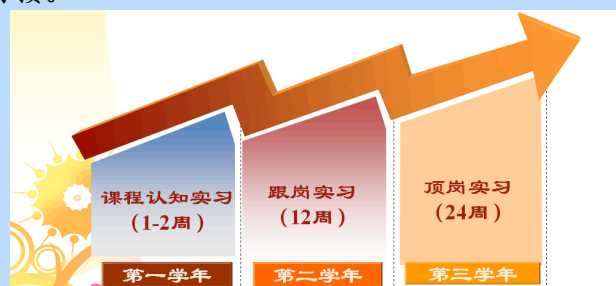 课程认知实习
（1-2周）
跟岗实习
（12周）
顶岗实习
（24周）
第一学年
第二学年
第三学年